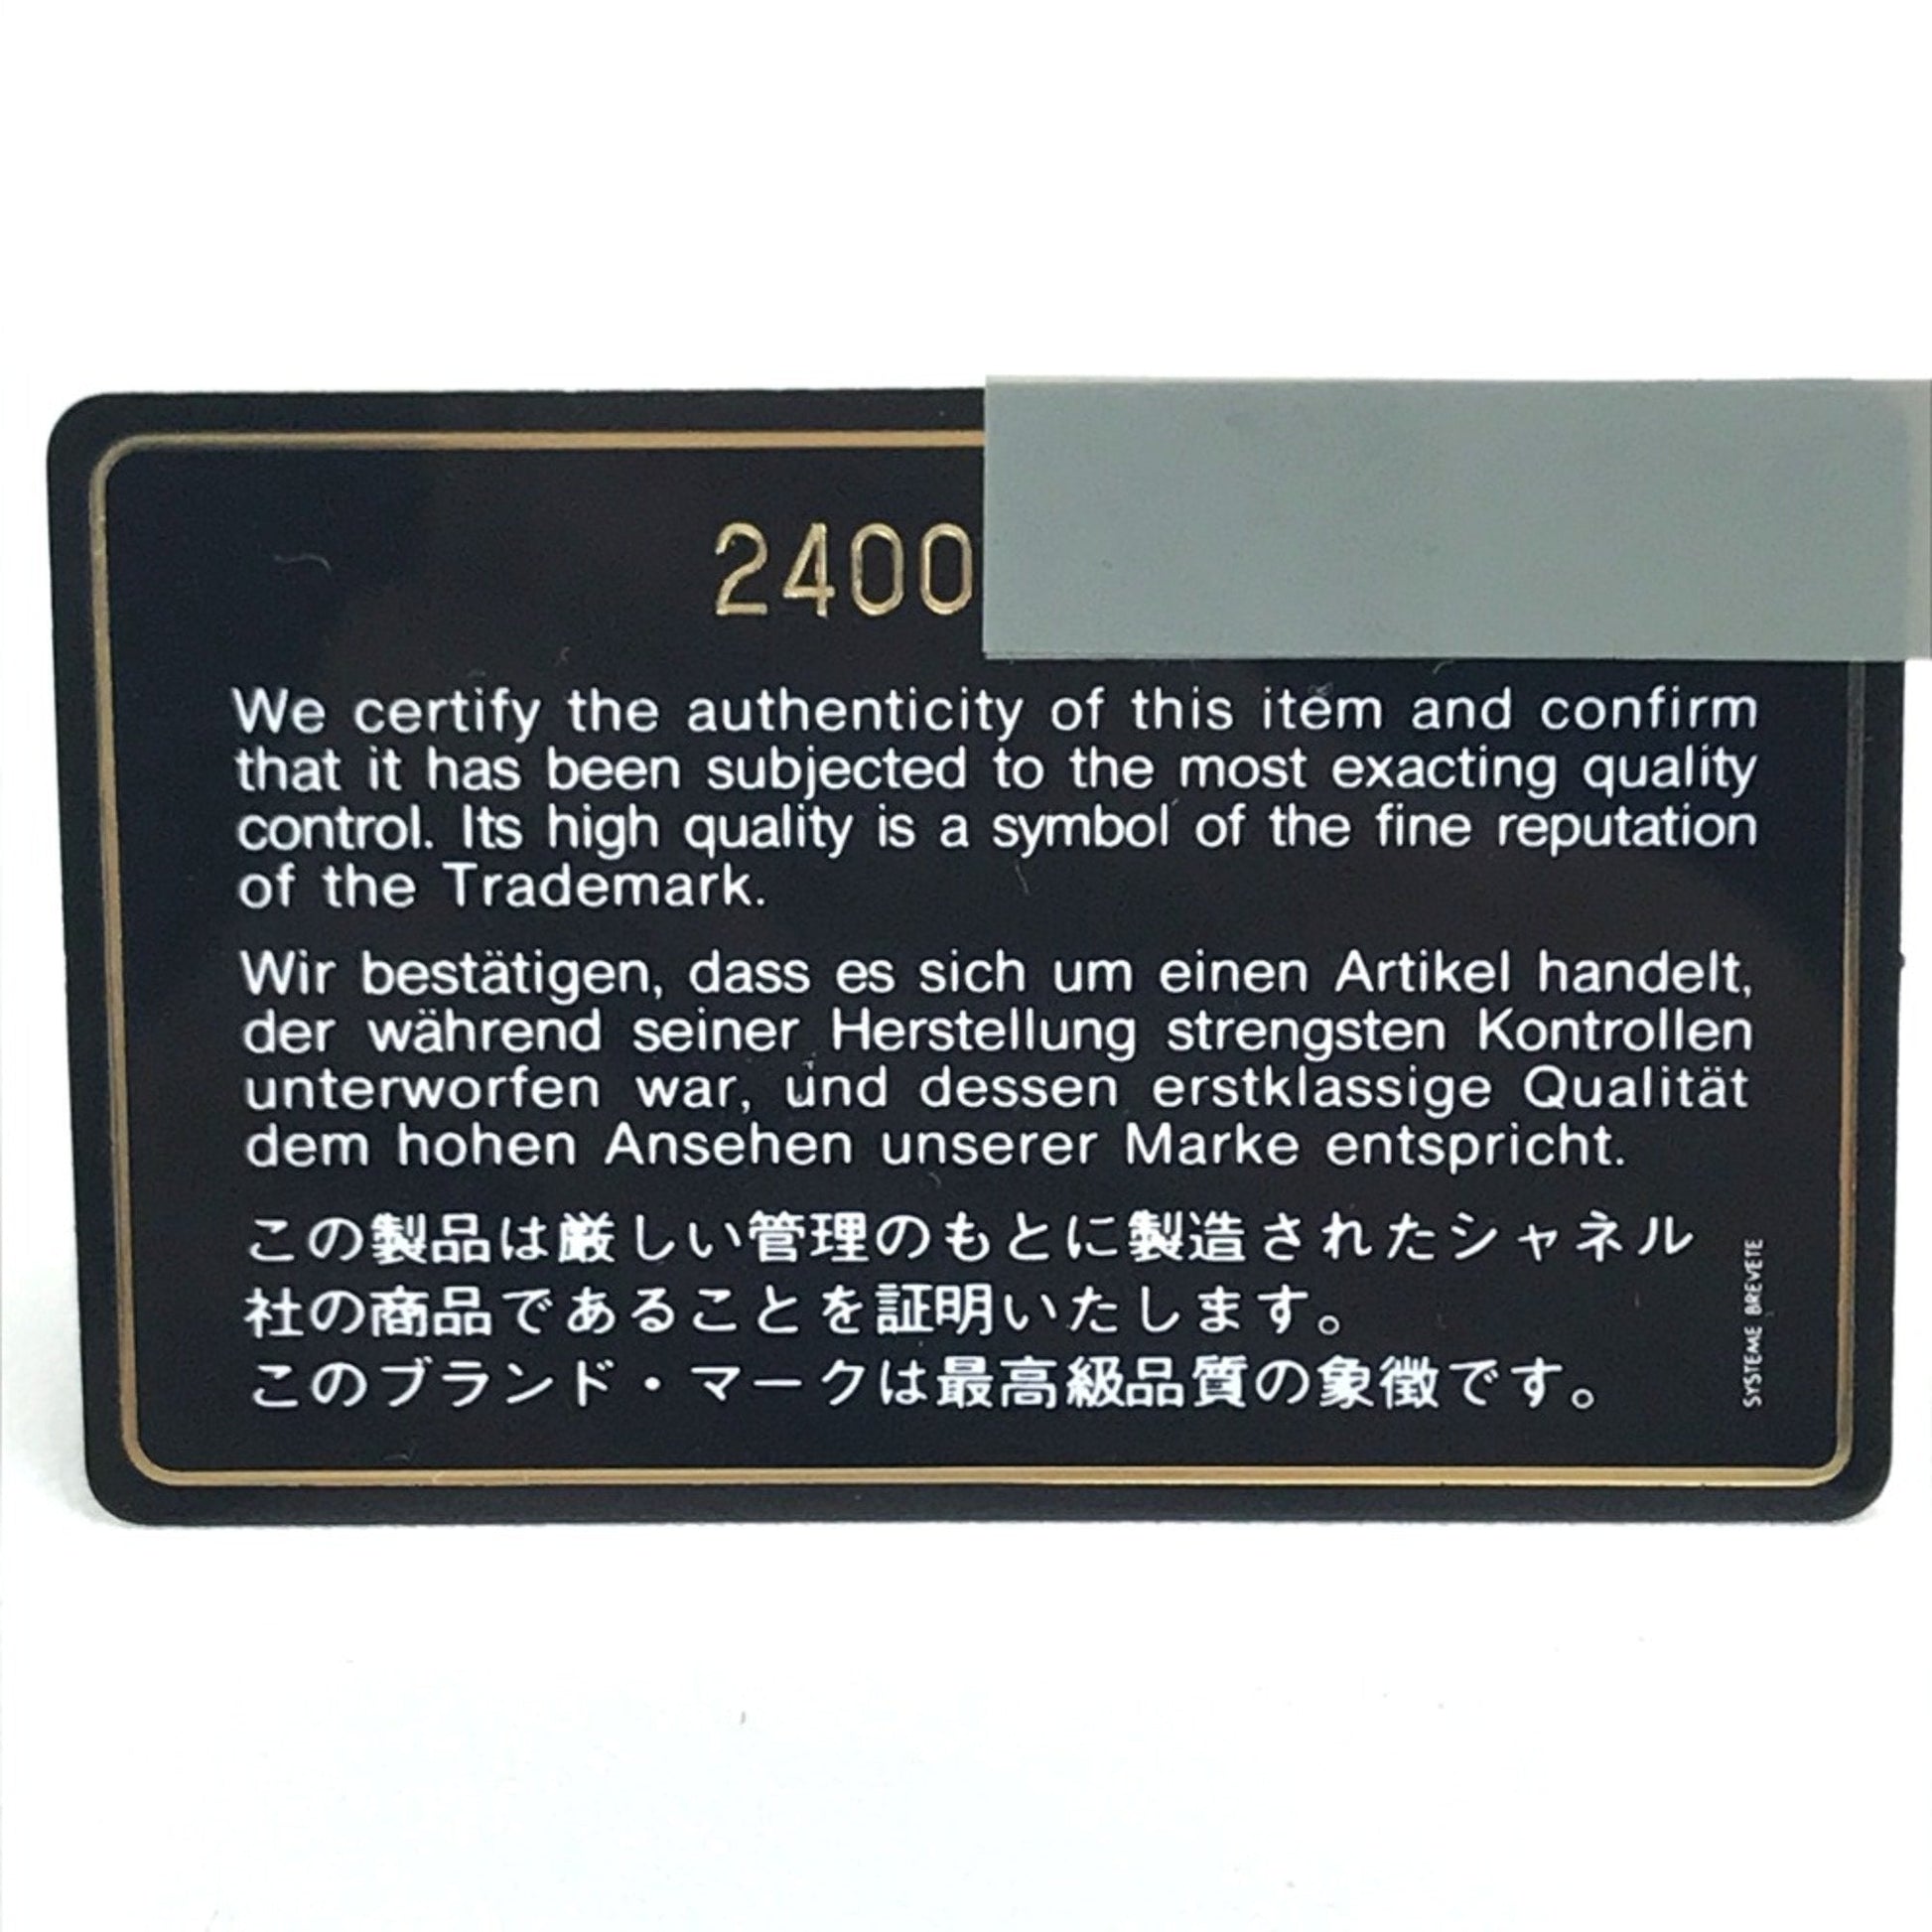 2400
We certify the authenticity of this item and confirm
that it has been subjected to the most exacting quality
control. Its high quality is a symbol of the fine reputation
of the Trademark.
Wir bestätigen, dass es sich um einen Artikel handelt,
der während seiner Herstellung strengsten Kontrollen
unterworfen war, und dessen erstklassige Qualität
dem hohen Ansehen unserer Marke entspricht.
この製品は厳しい管理のもとに製造されたシャネル
社の商品であることを証明いたします。
このブランド・マークは最高級品質の象徴です。
SYSTEME BREVETE